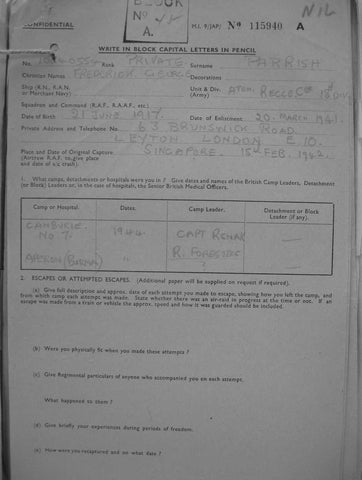 BLOCK
CONFIDENTIAL No
A.
M.I. 9/JAP/ No 115940 A
NIL
WRITE IN BLOCK CAPITAL LETTERS IN PENCIL
No. Rank PRIVATE Surname PARRISH
Christian Names FREDERICK GEORGE Decorations
Ship (R.N., R.A.N. or Merchant Navy) Unit & Div. (Army) RECCE 18 DIV
Squadron and Command (R.A.F., R.A.A.F., etc.)
Date of Birth 21 JUNE 1917. Date of Enlistment 20 MARCH 1941.
Private Address and Telephone No. 63 BRUNSWICK ROAD
LEYTON LONDON E.10.
Place and Date of Original Capture SINGAPORE. 15th FEB. 1942.
(Aircrew R.A.F. to give place
and date of a/c crash)
1. What camps, detachments or hospitals were you in? Give dates and names of the British Camp Leaders, Detachment
(or Block) Leaders or, in the case of hospitals, the Senior British Medical Officers.
Camp or Hospital. Dates. Camp Leader. Detachment or Block
Leader (if any).
No 7. 1944 CAPT
(BURMA) R.
2. ESCAPES OR ATTEMPTED ESCAPES. (Additional paper will be supplied on request if required).
(a) Give full description and approx. date of each attempt you made to escape, showing how you left the camp, and
from which camp each attempt was made. State whether there was an air-raid in progress at the time or not. If an
escape was made from a train or vehicle the approx. speed and how it was guarded should be included.
(b) Were you physically fit when you made these attempts?
(c) Give Regimental particulars of anyone who accompanied you on each attempt.
What happened to them?
(d) Give briefly your experiences during periods of freedom.
(e) How were you recaptured and on what date?